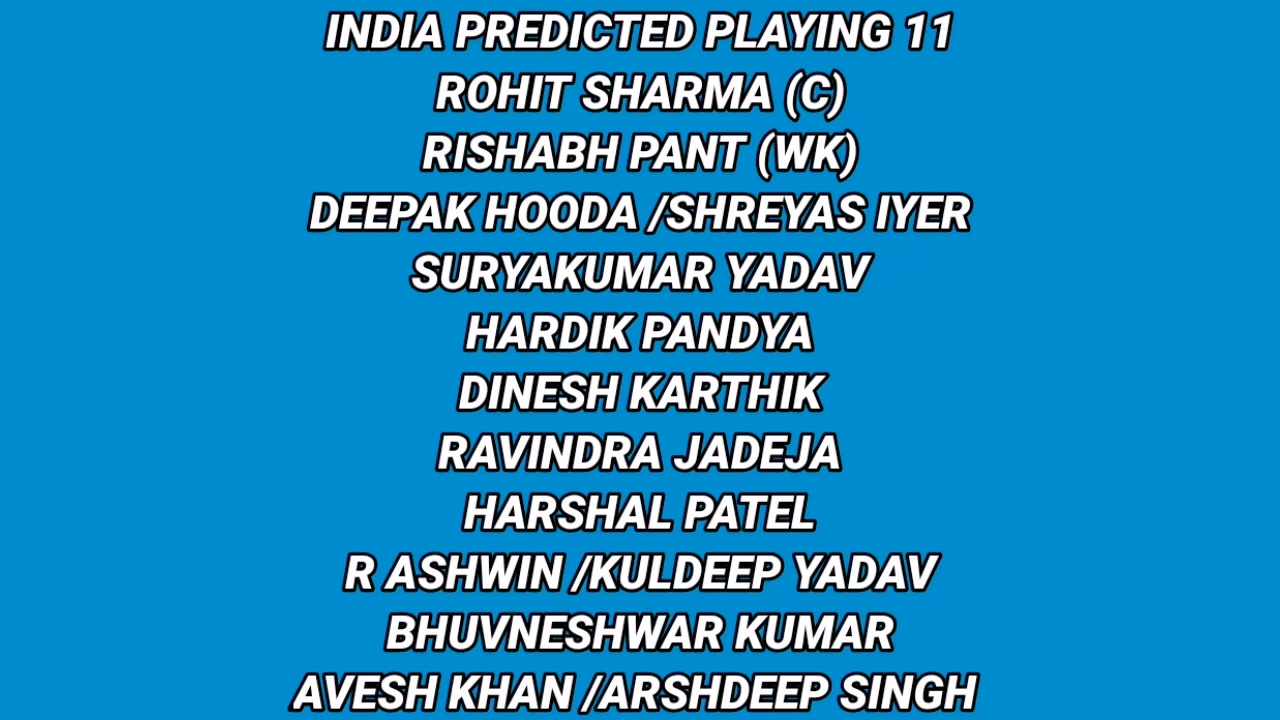 INDIA PREDICTED PLAYING 11
ROHIT SHARMA (C)
RISHABH PANT (WK)
DEEPAK HOODA /SHREYAS IYER
SURYAKUMAR YADAV
HARDIK PANDYA
DINESH KARTHIK
RAVINDRA JADEJA
HARSHAL PATEL
R ASHWIN /KULDEEP YADAV
BHUVNESHWAR KUMAR
AVESH KHAN /ARSHDEEP SINGH